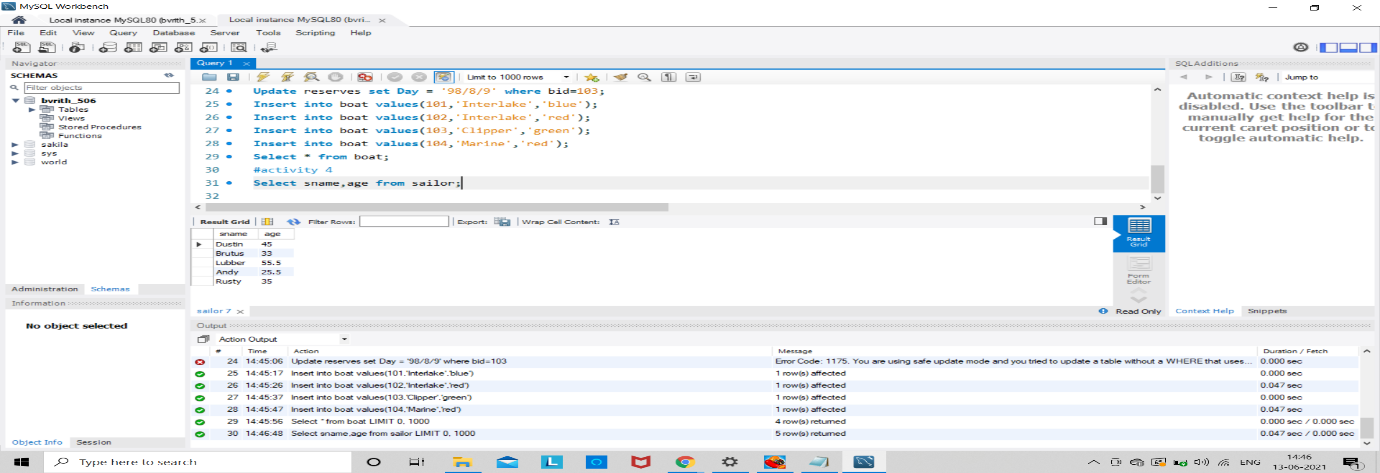 MySQL Workbench
Local instance MySQL80 (bvrith_5.. x Local instance MySQL80 (bvri... x
File Edit View Query Database Server Tools Scripting Help
Navigator
SCHEMAS
Filter objects
bvrith_506
Tables
Views
Stored Procedures
Functions
sakila
sys
world
Administration Schemas
Information
No object selected
Object Info Session
Query 1 x
Limit to 1000 rows
24 Update reserves set Day = '98/8/9' where bid=103;
25 Insert into boat values(101,'Interlake','blue');
26 Insert into boat values(102,'Interlake','red');
27 Insert into boat values(103,'Clipper','green');
28 Insert into boat values(104,'Marine','red');
29 Select * from boat;
30 #activity 4
31 Select sname,age from sailor;
32
Result Grid Filter Rows: Export: Wrap Cell Content:
sname age
Dustin 45
Brutus 33
Lubber 55.5
Andy 25.5
Rusty 35
Result Grid
Form Editor
sailor 7 x
Read Only
SQLAdditions
Jump to
Automatic context help is
disabled. Use the toolbar t
manually get help for the
current caret position or to
toggle automatic help.
Context Help Snippets
Output
Action Output
# Time Action Message Duration / Fetch
24 14:45:06 Update reserves set Day = '98/8/9' where bid=103 Error Code: 1175. You are using safe update mode and you tried to update a table without a WHERE that uses... 0.000 sec
25 14:45:17 Insert into boat values(101,'Interlake','blue') 1 row(s) affected 0.000 sec
26 14:45:26 Insert into boat values(102,'Interlake','red') 1 row(s) affected 0.047 sec
27 14:45:37 Insert into boat values(103,'Clipper','green') 1 row(s) affected 0.000 sec
28 14:45:47 Insert into boat values(104,'Marine','red') 1 row(s) affected 0.047 sec
29 14:45:56 Select * from boat LIMIT 0, 1000 4 row(s) returned 0.000 sec / 0.000 sec
30 14:46:48 Select sname,age from sailor LIMIT 0, 1000 5 row(s) returned 0.047 sec / 0.000 sec
Type here to search
ENG
14:46
13-06-2021